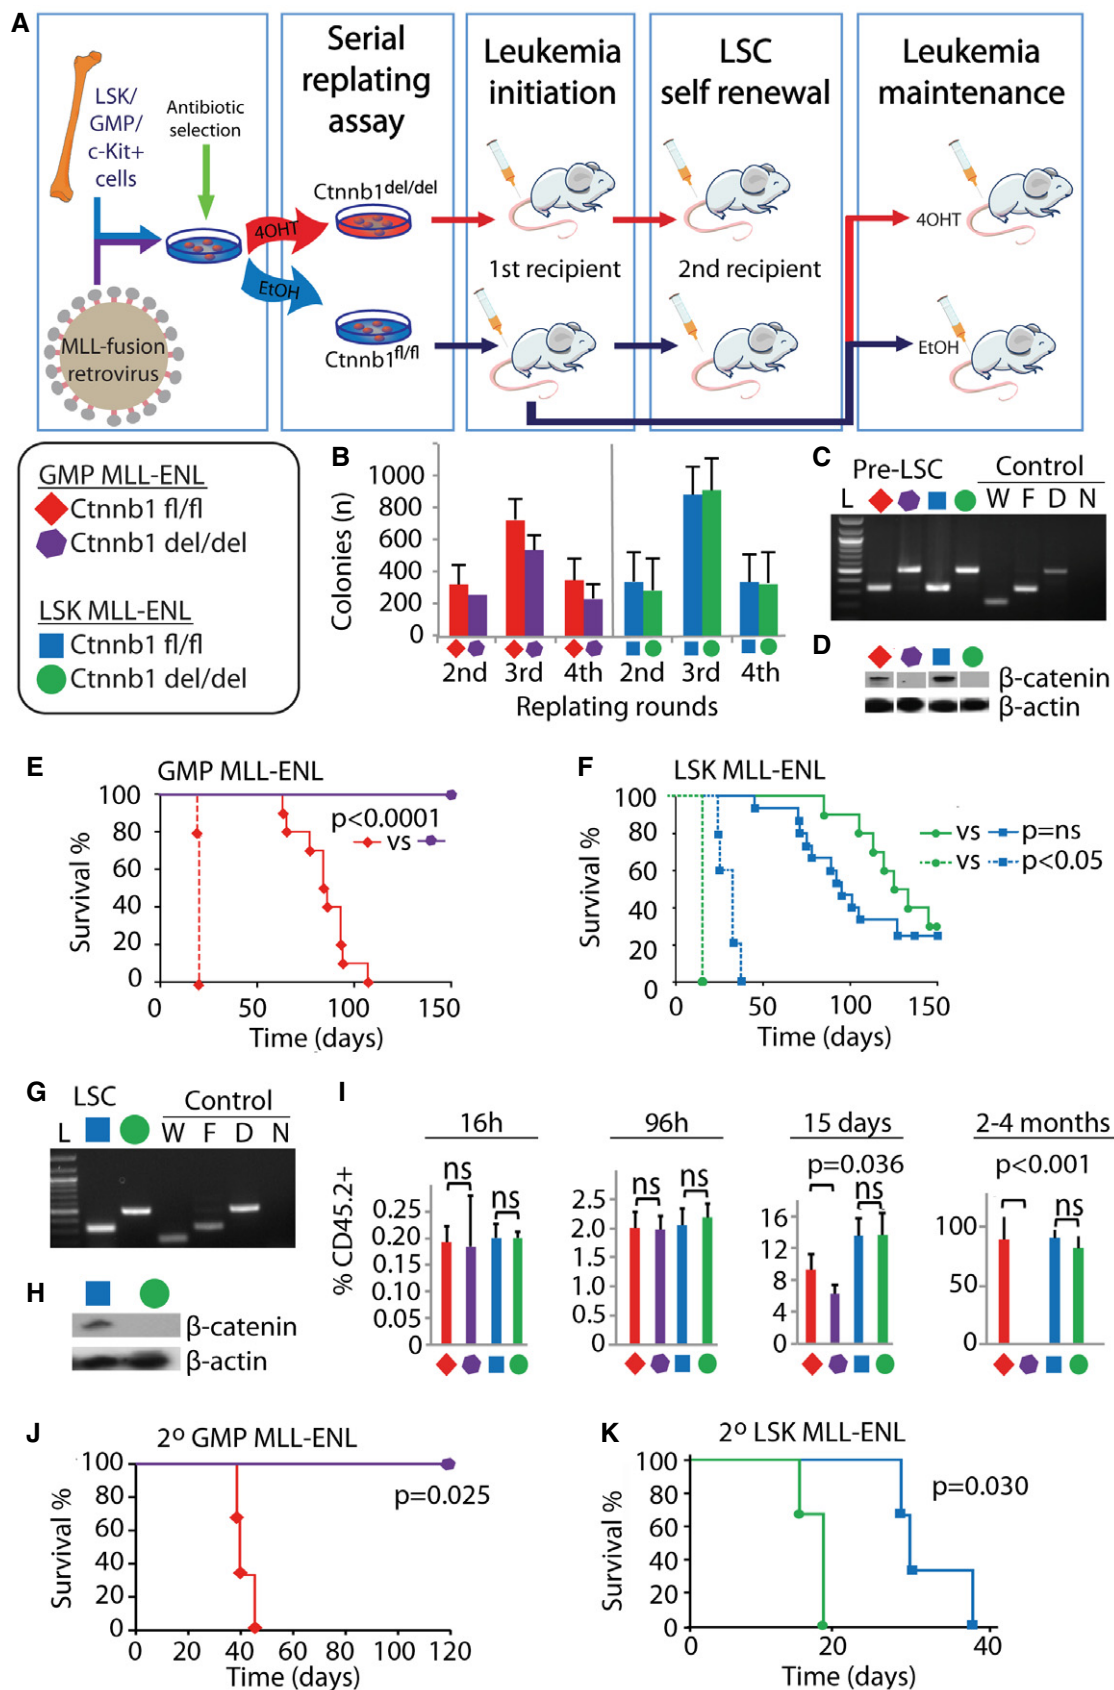 A
LSK/
GMP/
c-Kit+
cells
Antibiotic
selection
MLL-fusion
retrovirus
Serial
replating
assay
4OHT
EtOH
Ctnnb1del/del
Ctnnb1fl/fl
Leukemia
initiation
1st recipient
LSC
self renewal
2nd recipient
Leukemia
maintenance
4OHT
EtOH
GMP MLL-ENL
Ctnnb1 fl/fl
Ctnnb1 del/del
LSK MLL-ENL
Ctnnb1 fl/fl
Ctnnb1 del/del
B
Colonies (n)
1000
800
600
400
200
0
2nd 3rd 4th 2nd 3rd 4th
Replating rounds
C
Pre-LSC Control
L W F D N
D
β-catenin
β-actin
E
GMP MLL-ENL
Survival %
100
80
60
40
20
0
p<0.0001
vs
0 50 100 150
Time (days)
F
LSK MLL-ENL
Survival %
100
80
60
40
20
0
vs p=ns
vs p<0.05
0 50 100 150
Time (days)
G
LSC Control
L W F D N
H
β-catenin
β-actin
I
% CD45.2+
16h
ns ns
0.25
0.20
0.15
0.10
0.05
0
96h
ns ns
2.5
2.0
1.5
1.0
0.5
0
15 days
p=0.036
ns
16
12
8
4
0
2-4 months
p<0.001
ns
100
50
0
J
2º GMP MLL-ENL
Survival %
100
80
60
40
20
0
p=0.025
0 20 40 60 80 120
Time (days)
K
2º LSK MLL-ENL
Survival %
100
80
60
40
20
0
p=0.030
0 20 40
Time (days)